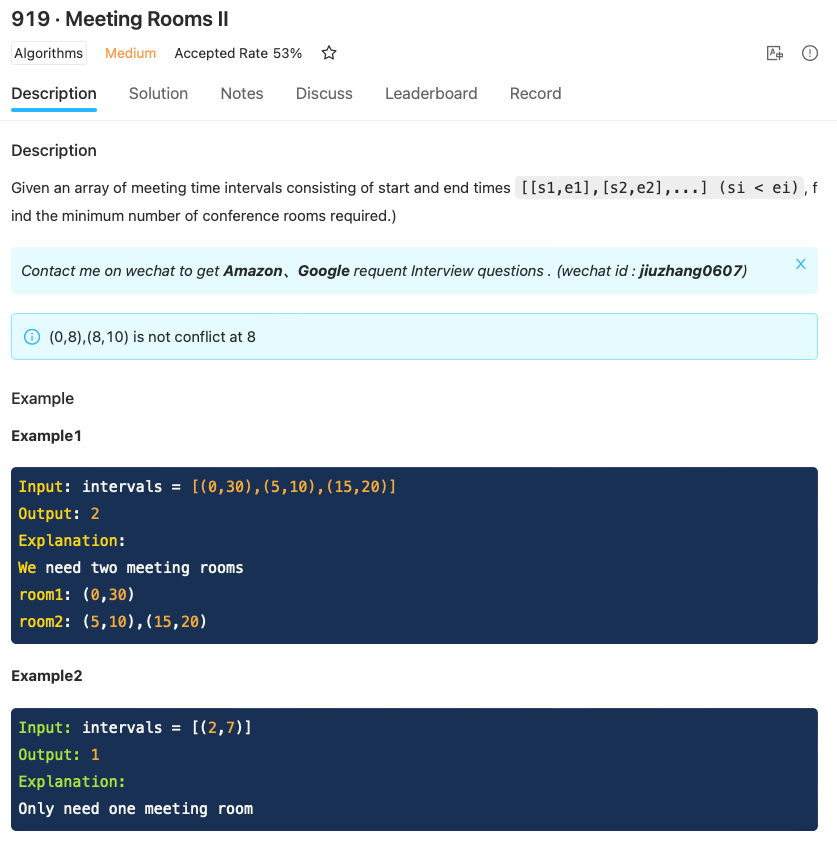 919 · Meeting Rooms II
Algorithms Medium Accepted Rate 53%
Description Solution Notes Discuss Leaderboard Record
Description
Given an array of meeting time intervals consisting of start and end times [[s1,e1],[s2,e2],...] (si < ei), f
ind the minimum number of conference rooms required.)
Contact me on wechat to get Amazon、Google requent Interview questions . (wechat id : jiuzhang0607)
(0,8),(8,10) is not conflict at 8
Example
Example1
Input: intervals = [(0,30),(5,10),(15,20)]
Output: 2
Explanation:
We need two meeting rooms
room1: (0,30)
room2: (5,10),(15,20)
Example2
Input: intervals = [(2,7)]
Output: 1
Explanation:
Only need one meeting room